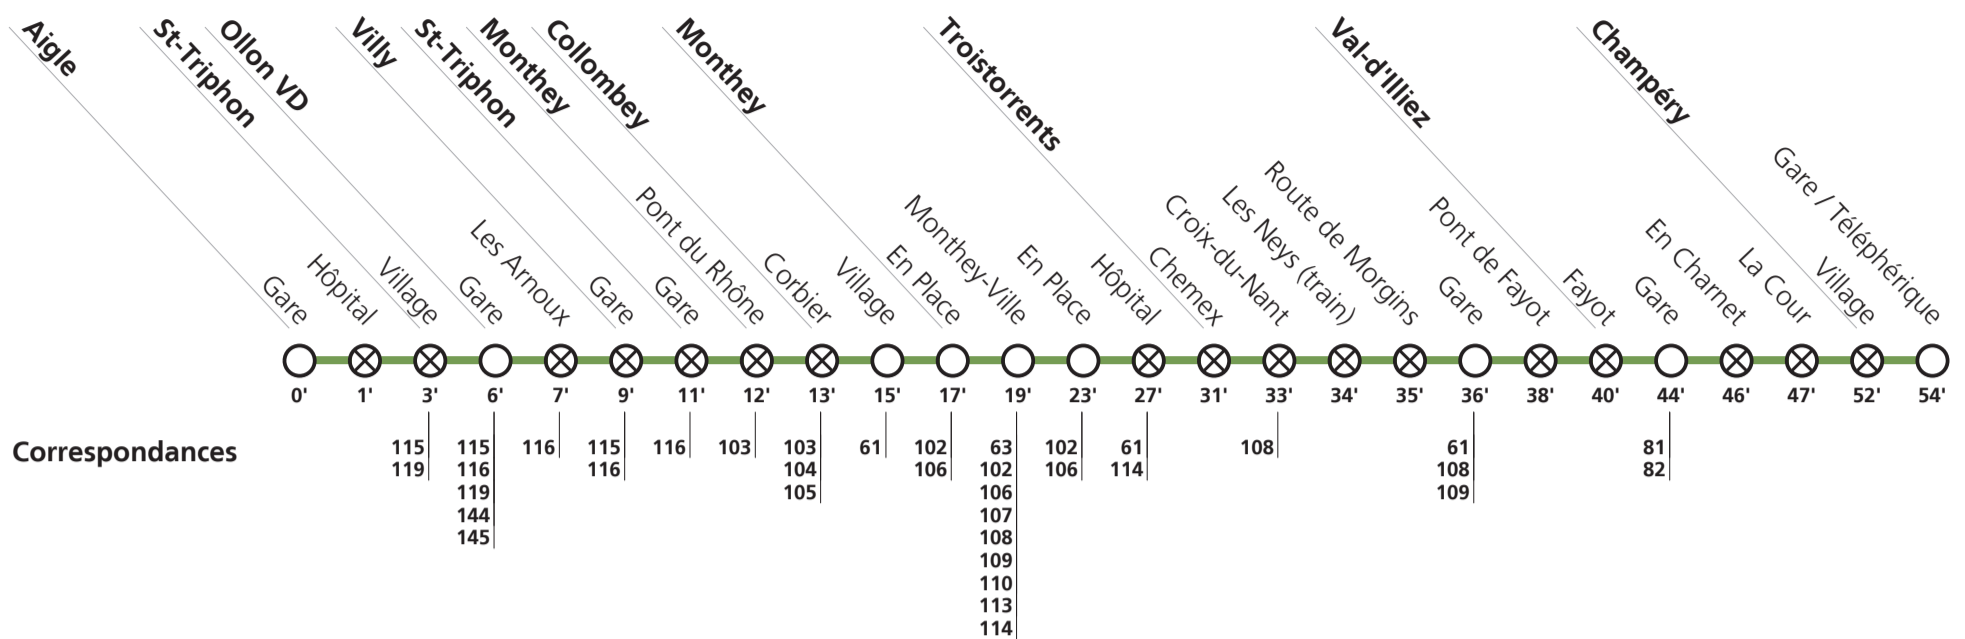 Aigle
St-Triphon
Ollon VD
Villy
St-Triphon
Monthey
Collombey
Monthey
Troistorrents
Val-d'Illiez
Champéry
Gare
Hôpital
Village
Gare
Les Arnoux
Gare
Gare
Pont du Rhône
Corbier
Village
En Place
Monthey-Ville
En Place
Hôpital
Chemex
Croix-du-Nant
Les Neys (train)
Route de Morgins
Gare
Pont de Fayot
Fayot
Gare
En Charnet
La Cour
Village
Gare / Téléphérique
0' 1' 3' 6' 7' 9' 11' 12' 13' 15' 17' 19' 23' 27' 31' 33' 34' 35' 36' 38' 40' 44' 46' 47' 52' 54'
Correspondances
115 115 116 115 116 103 103 61 102 63 102 61 108 61 81
119 116 116 104 106 102 106 114 108 82
119 105 106 109
144 107
145 108
109
110
113
114